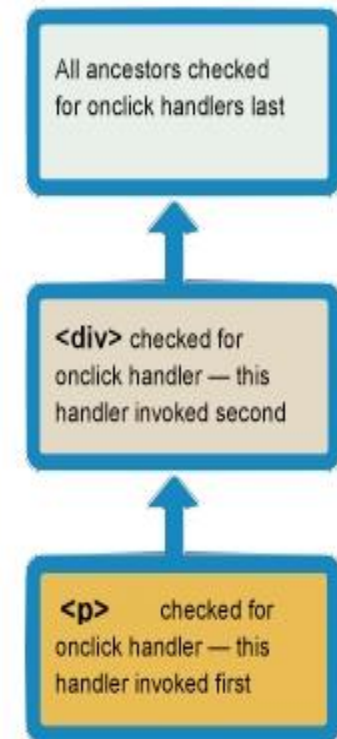 All ancestors checked
for onclick handlers last
<div> checked for
onclick handler — this
handler invoked second
<p> checked for
onclick handler — this
handler invoked first